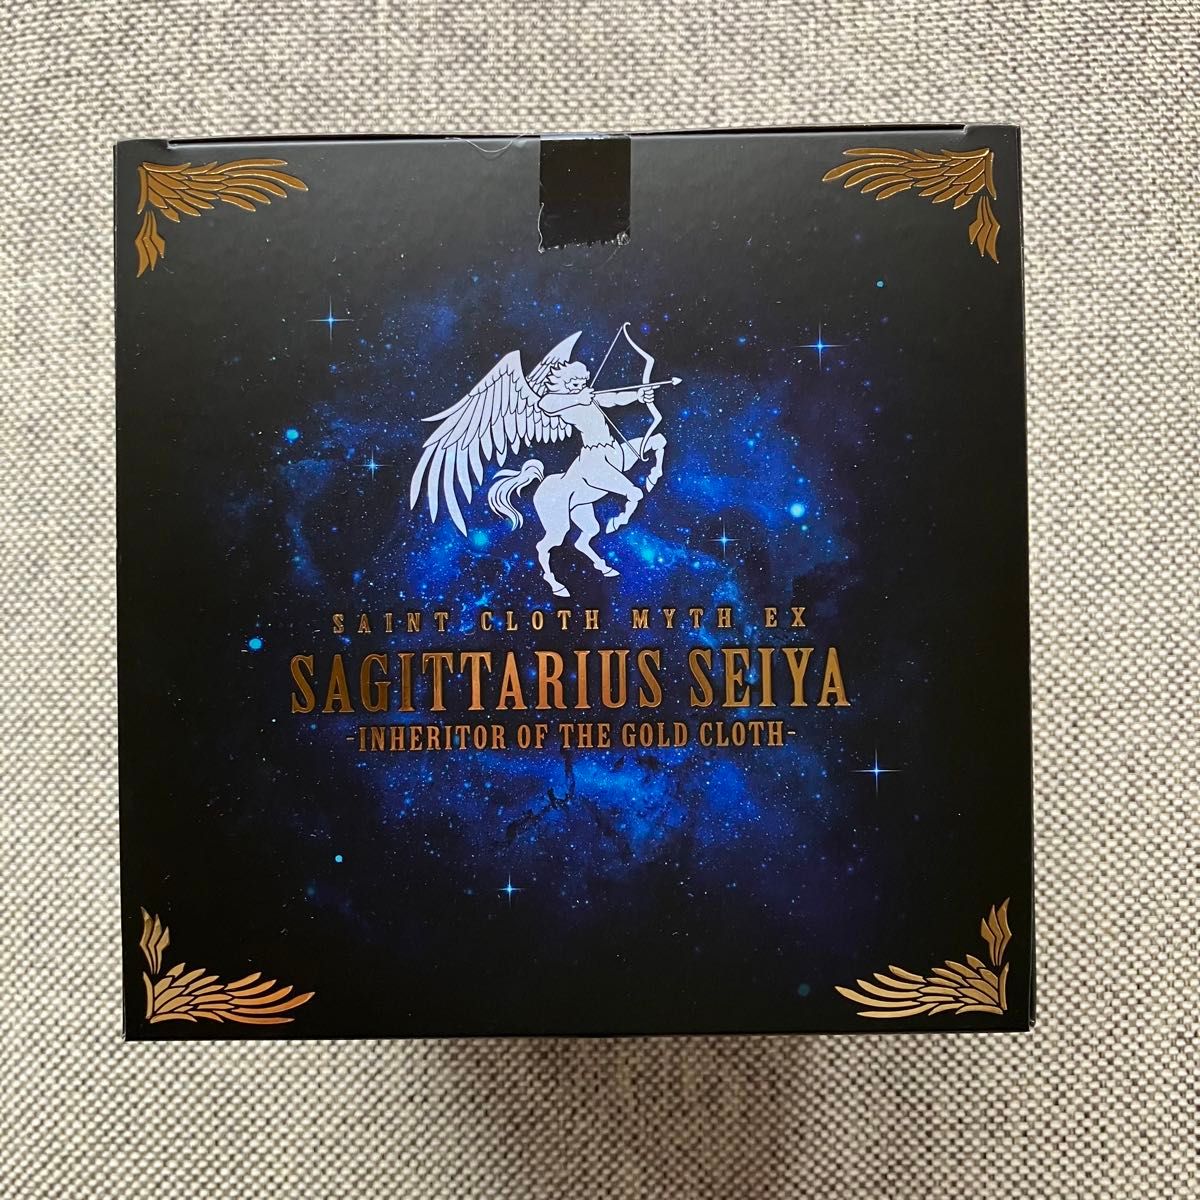 SAINT CLOTH MYTH EX
SAGITTARIUS SEIYA
-INHERITOR OF THE GOLD CLOTH-